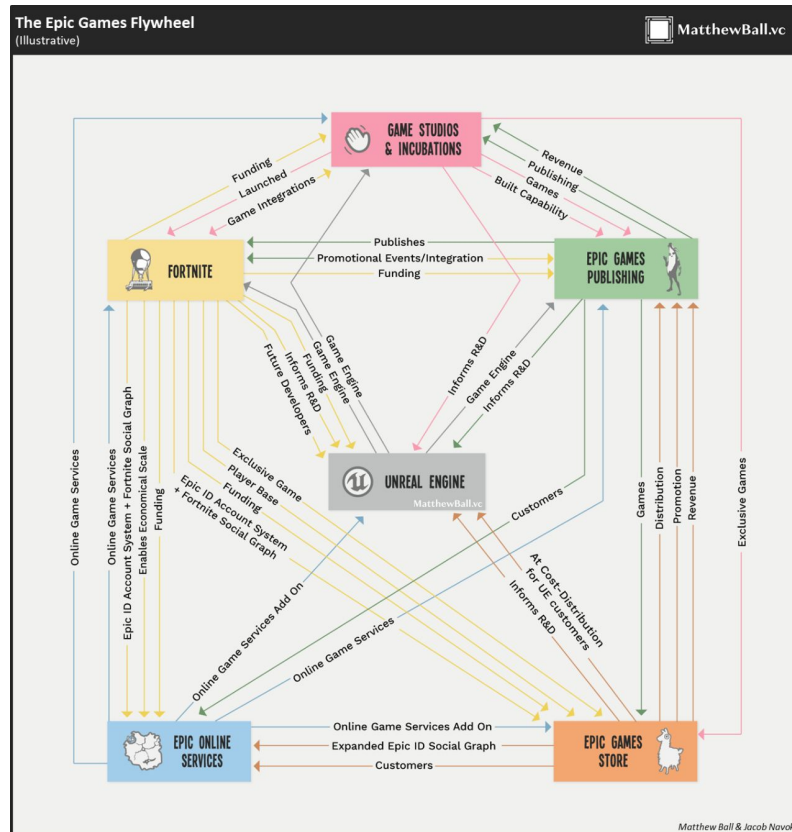 The Epic Games Flywheel
(Illustrative)
MatthewBall.vc
GAME STUDIOS
& INCUBATIONS
Funding
Launched
Game Integrations
Revenue
Publishing
Games
Built Capability
FORTNITE
Publishes
Promotional Events/Integration
Funding
EPIC GAMES
PUBLISHING
Game Engine
Game Engine
Funding
Informs R&D
Future Developers
Informs R&D
Game Engine
Informs R&D
UNREAL ENGINE
MatthewBall.vc
Online Game Services
Online Game Services
Epic ID Account System + Fortnite Social Graph
Enables Economical Scale
Funding
Exclusive Game
Player Base
Funding
Epic ID Account System
+ Fortnite Social Graph
Customers
Games
Distribution
Promotion
Revenue
Exclusive Games
Online Game Services Add On
Online Game Services
At Cost-Distribution
for UE customers
Informs R&D
EPIC ONLINE
SERVICES
Online Game Services Add On
Expanded Epic ID Social Graph
Customers
EPIC GAMES
STORE
Matthew Ball & Jacob Navok